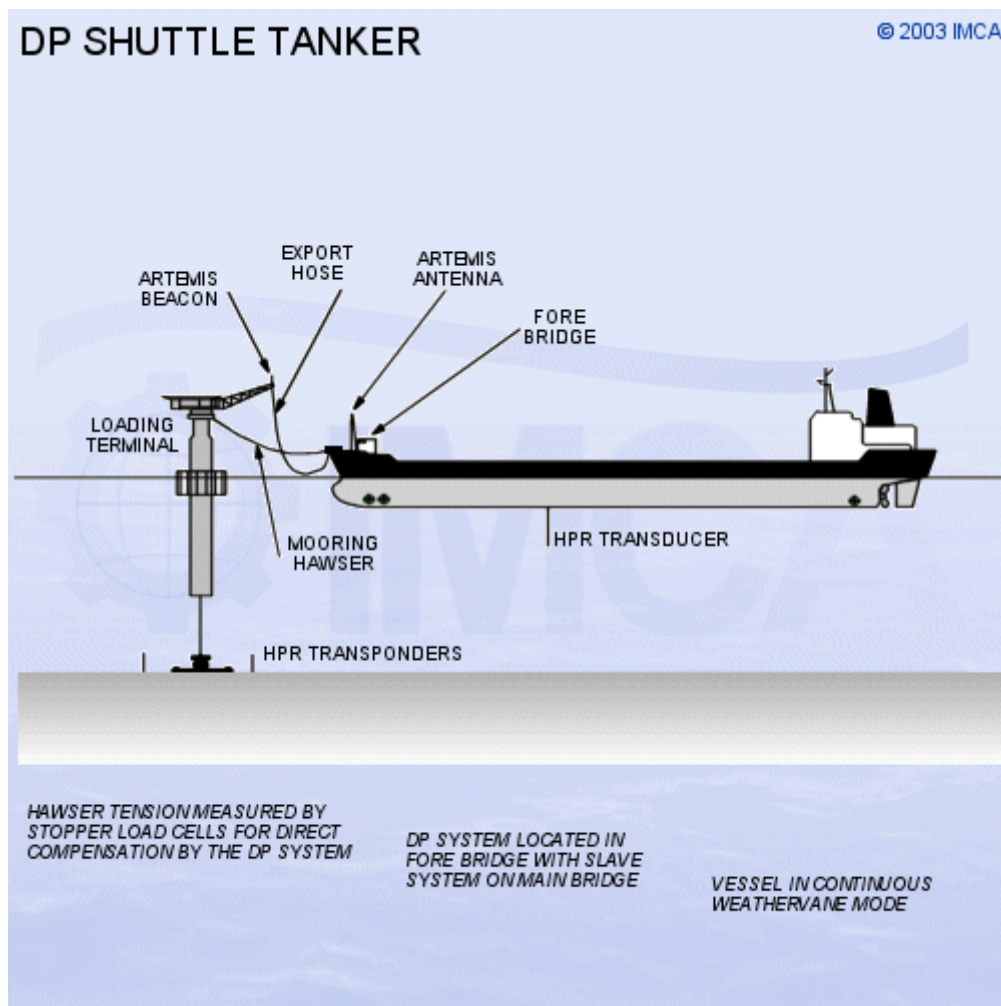 DP SHUTTLE TANKER
© 2003 IMCA
ARTEMIS
BEACON
EXPORT
HOSE
ARTEMIS
ANTENNA
FORE
BRIDGE
LOADING
TERMINAL
MOORING
HAWSER
HPR TRANSDUCER
HPR TRANSPONDERS
IMCA
HAWSER TENSION MEASURED BY
STOPPER LOAD CELLS FOR DIRECT
COMPENSATION BY THE DP SYSTEM
DP SYSTEM LOCATED IN
FORE BRIDGE WITH SLAVE
SYSTEM ON MAIN BRIDGE
VESSEL IN CONTINUOUS
WEATHERVANE MODE